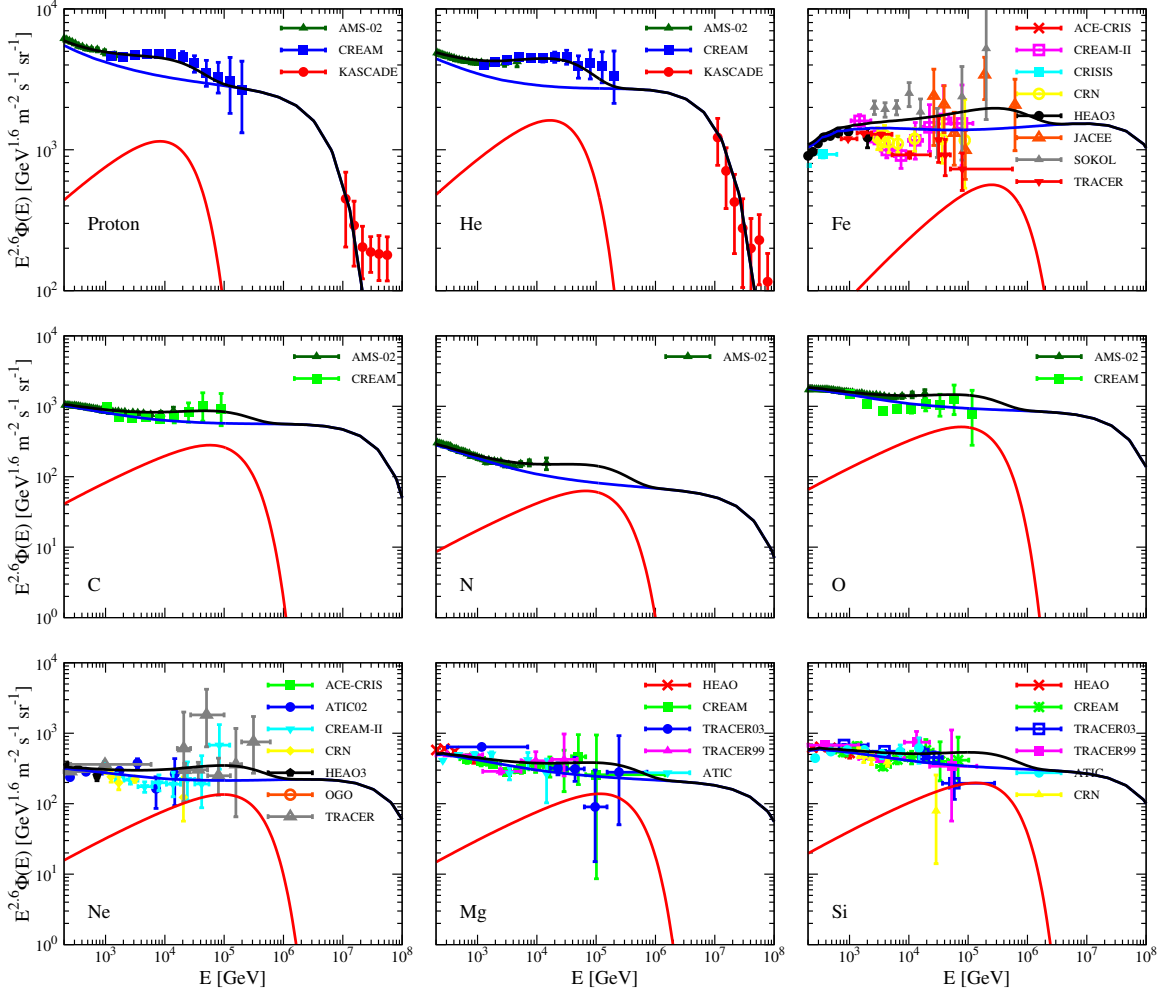 10^4
10^3
10^2
E^2.6Φ(E) [GeV^1.6 m^-2 s^-1 sr^1]
AMS-02
CREAM
KASCADE
Proton
AMS-02
CREAM
KASCADE
He
ACE-CRIS
CREAM-II
CRISIS
CRN
HEAO3
JACEE
SOKOL
TRACER
Fe
10^4
10^3
10^2
10^1
10^0
E^2.6Φ(E) [GeV^1.6 m^-2 s^-1 sr^1]
AMS-02
CREAM
C
AMS-02
N
AMS-02
CREAM
O
10^4
10^3
10^2
10^1
10^0
E^2.6Φ(E) [GeV^1.6 m^-2 s^-1 sr^1]
ACE-CRIS
ATIC02
CREAM-II
CRN
HEAO3
OGO
TRACER
Ne
HEAO
CREAM
TRACER03
TRACER99
ATIC
Mg
HEAO
CREAM
TRACER03
TRACER99
ATIC
CRN
Si
10^3 10^4 10^5 10^6 10^7 10^8
10^3 10^4 10^5 10^6 10^7 10^8
10^3 10^4 10^5 10^6 10^7 10^8
E [GeV]
E [GeV]
E [GeV]